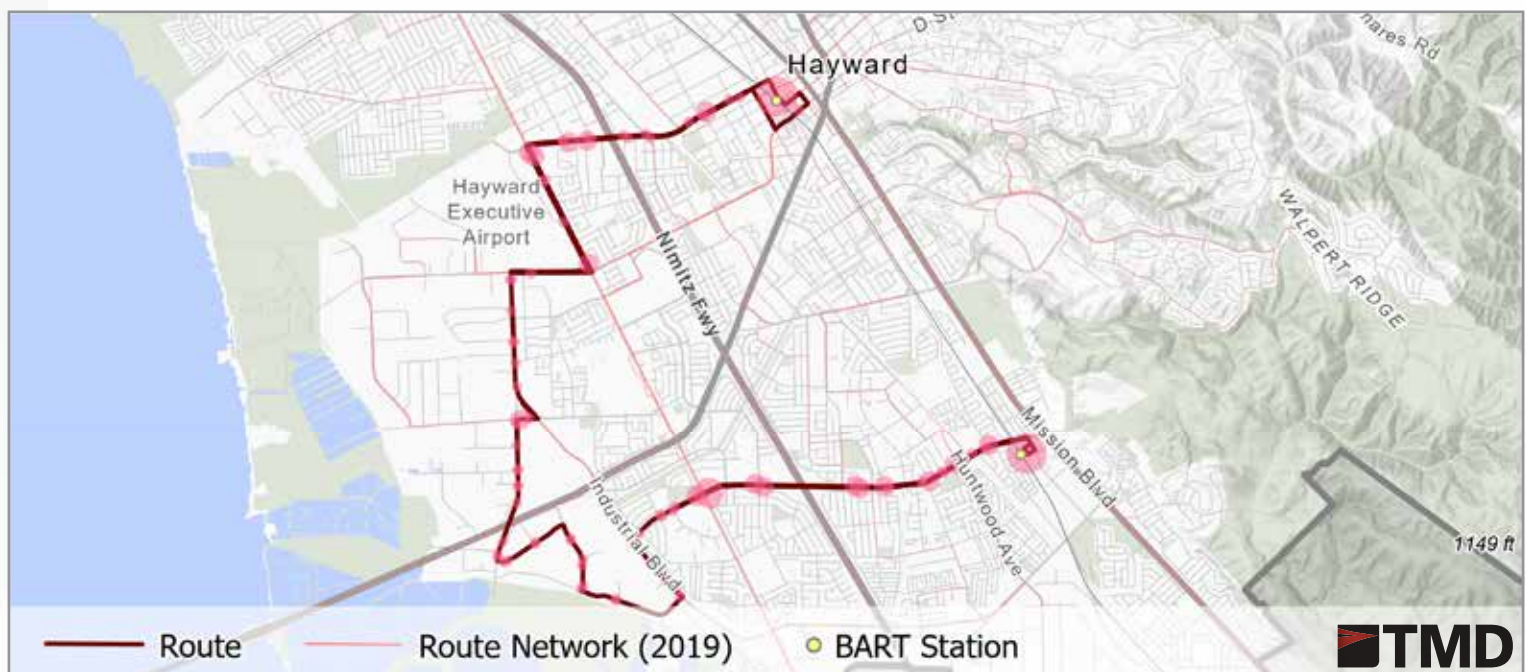 D St
Hayward
Hayward
Executive
Airport
Nimitz Fwy
WALPERT RIDGE
Mission Blvd
Huntwood Ave
Industrial Blvd
1149 ft
Route
Route Network (2019)
BART Station
TMD